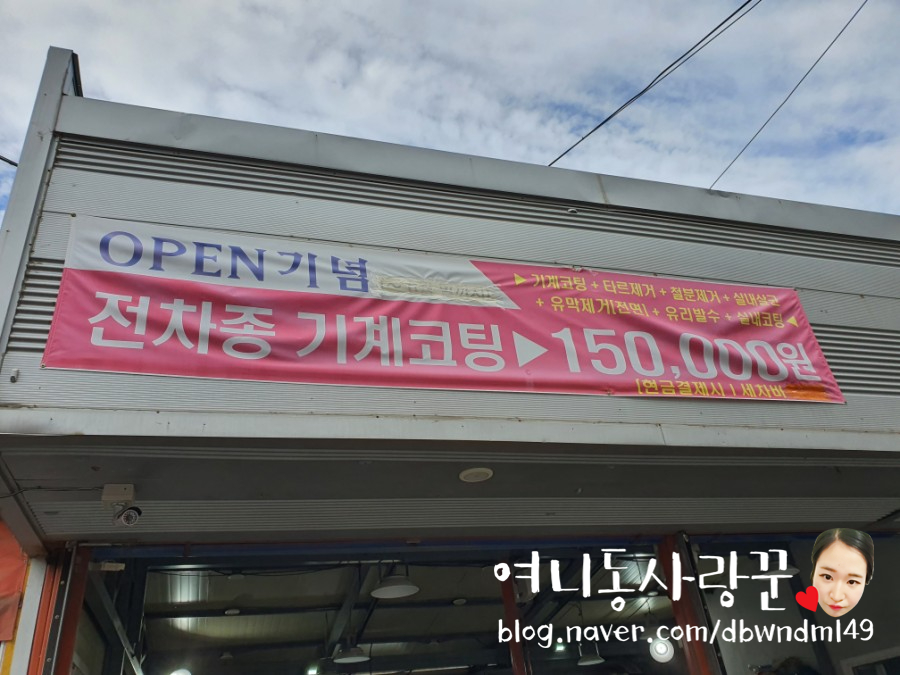 OPEN기념
▶ 기계코팅 + 타르제거 + 철분제거 + 실내살균
+ 유막제거[전면] + 유리발수 + 실내코팅◀
전차종 기계코팅▶150,000원
[현금결제시 ] 세차비
여니동사랑꾼
blog.naver.com/dbwndml49